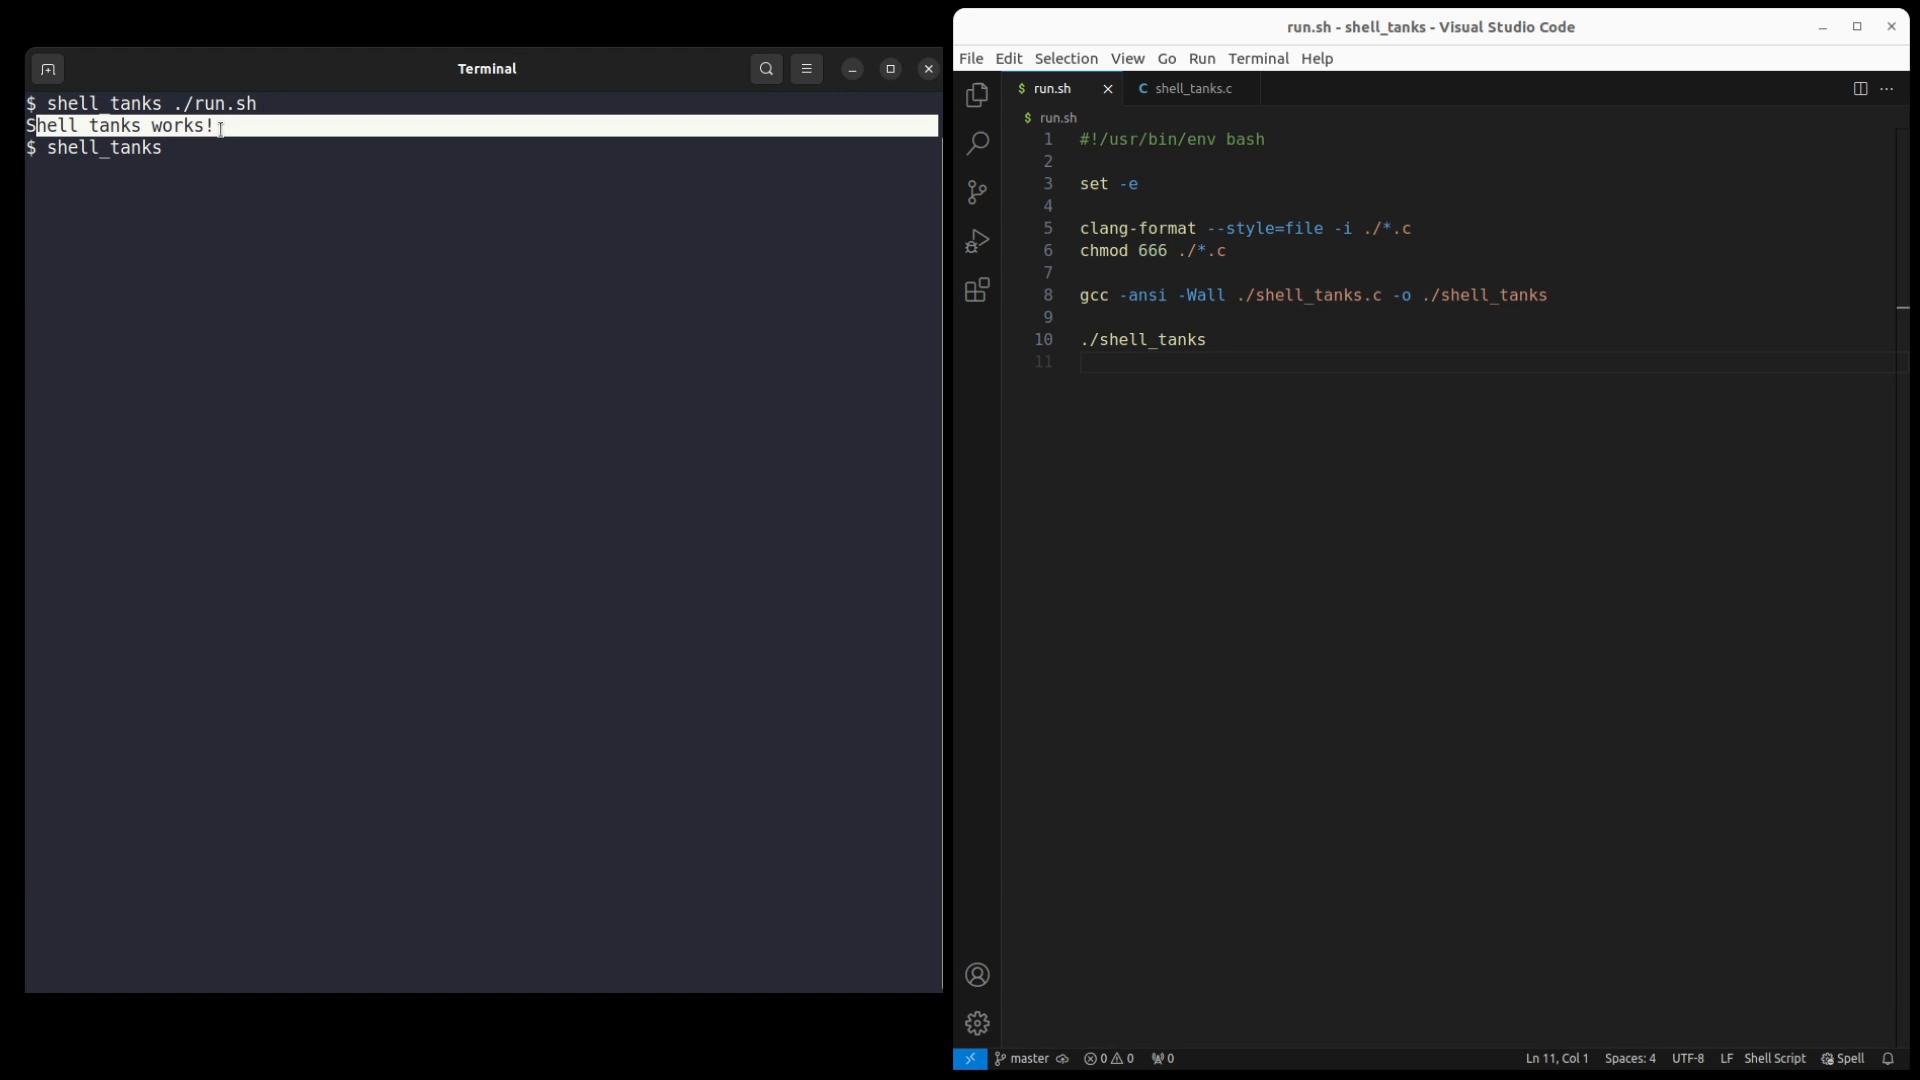 Terminal
$ shell_tanks ./run.sh
Shell tanks works!
$ shell_tanks
run.sh - shell_tanks - Visual Studio Code
File Edit Selection View Go Run Terminal Help
$ run.sh
C shell_tanks.c
$ run.sh
1 #!/usr/bin/env bash
2
3 set -e
4
5 clang-format --style=file -i ./*.c
6 chmod 666 ./*.c
7
8 gcc -ansi -Wall ./shell_tanks.c -o ./shell_tanks
9
10 ./shell_tanks
11
master 0 0 0 Ln 11, Col 1 Spaces: 4 UTF-8 LF Shell Script Spell